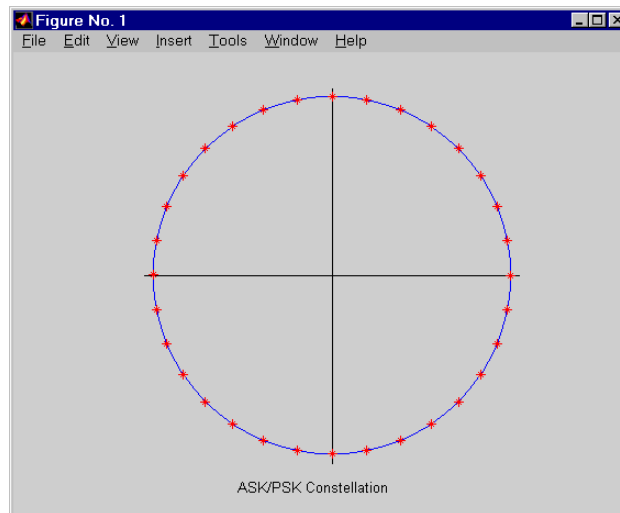 Figure No. 1
File Edit View Insert Tools Window Help
ASK/PSK Constellation